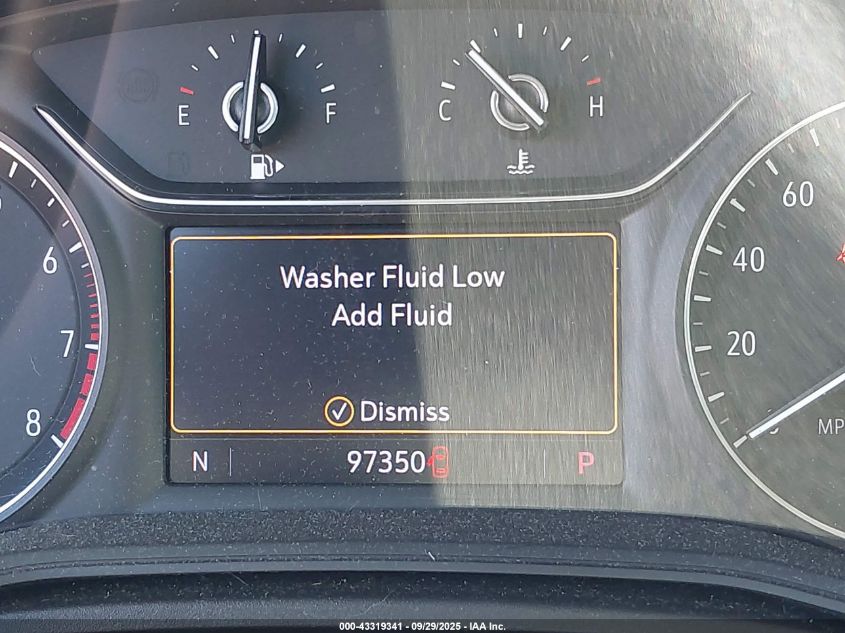 E F
C H
6
7
8
60
40
20
MP
Washer Fluid Low
Add Fluid
Dismiss
N 97350 P
000-43319341 / 09/29/2025 - IAA Inc.